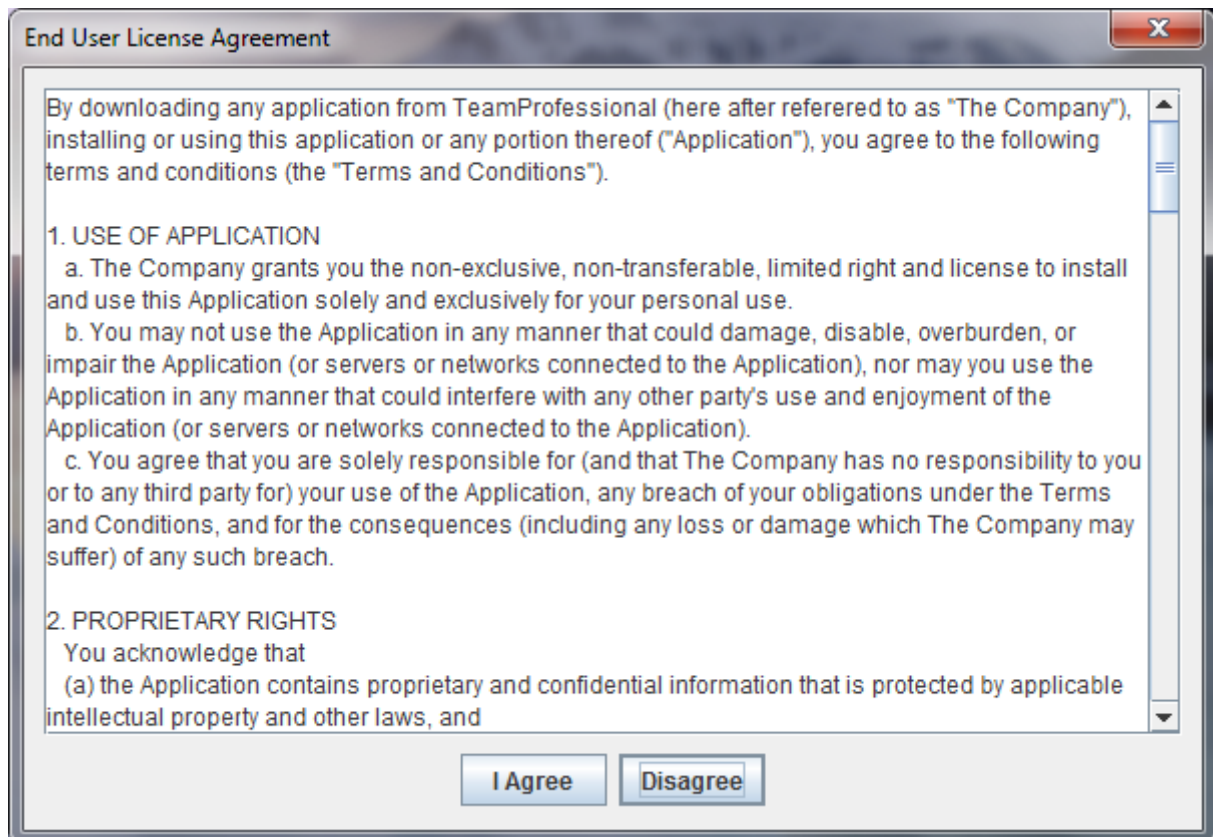 End User License Agreement
By downloading any application from TeamProfessional (here after referered to as "The Company"),
installing or using this application or any portion thereof ("Application"), you agree to the following
terms and conditions (the "Terms and Conditions").
1. USE OF APPLICATION
a. The Company grants you the non-exclusive, non-transferable, limited right and license to install
and use this Application solely and exclusively for your personal use.
b. You may not use the Application in any manner that could damage, disable, overburden, or
impair the Application (or servers or networks connected to the Application), nor may you use the
Application in any manner that could interfere with any other party's use and enjoyment of the
Application (or servers or networks connected to the Application).
c. You agree that you are solely responsible for (and that The Company has no responsibility to you
or to any third party for) your use of the Application, any breach of your obligations under the Terms
and Conditions, and for the consequences (including any loss or damage which The Company may
suffer) of any such breach.
2. PROPRIETARY RIGHTS
You acknowledge that
(a) the Application contains proprietary and confidential information that is protected by applicable
intellectual property and other laws, and
I Agree
Disagree